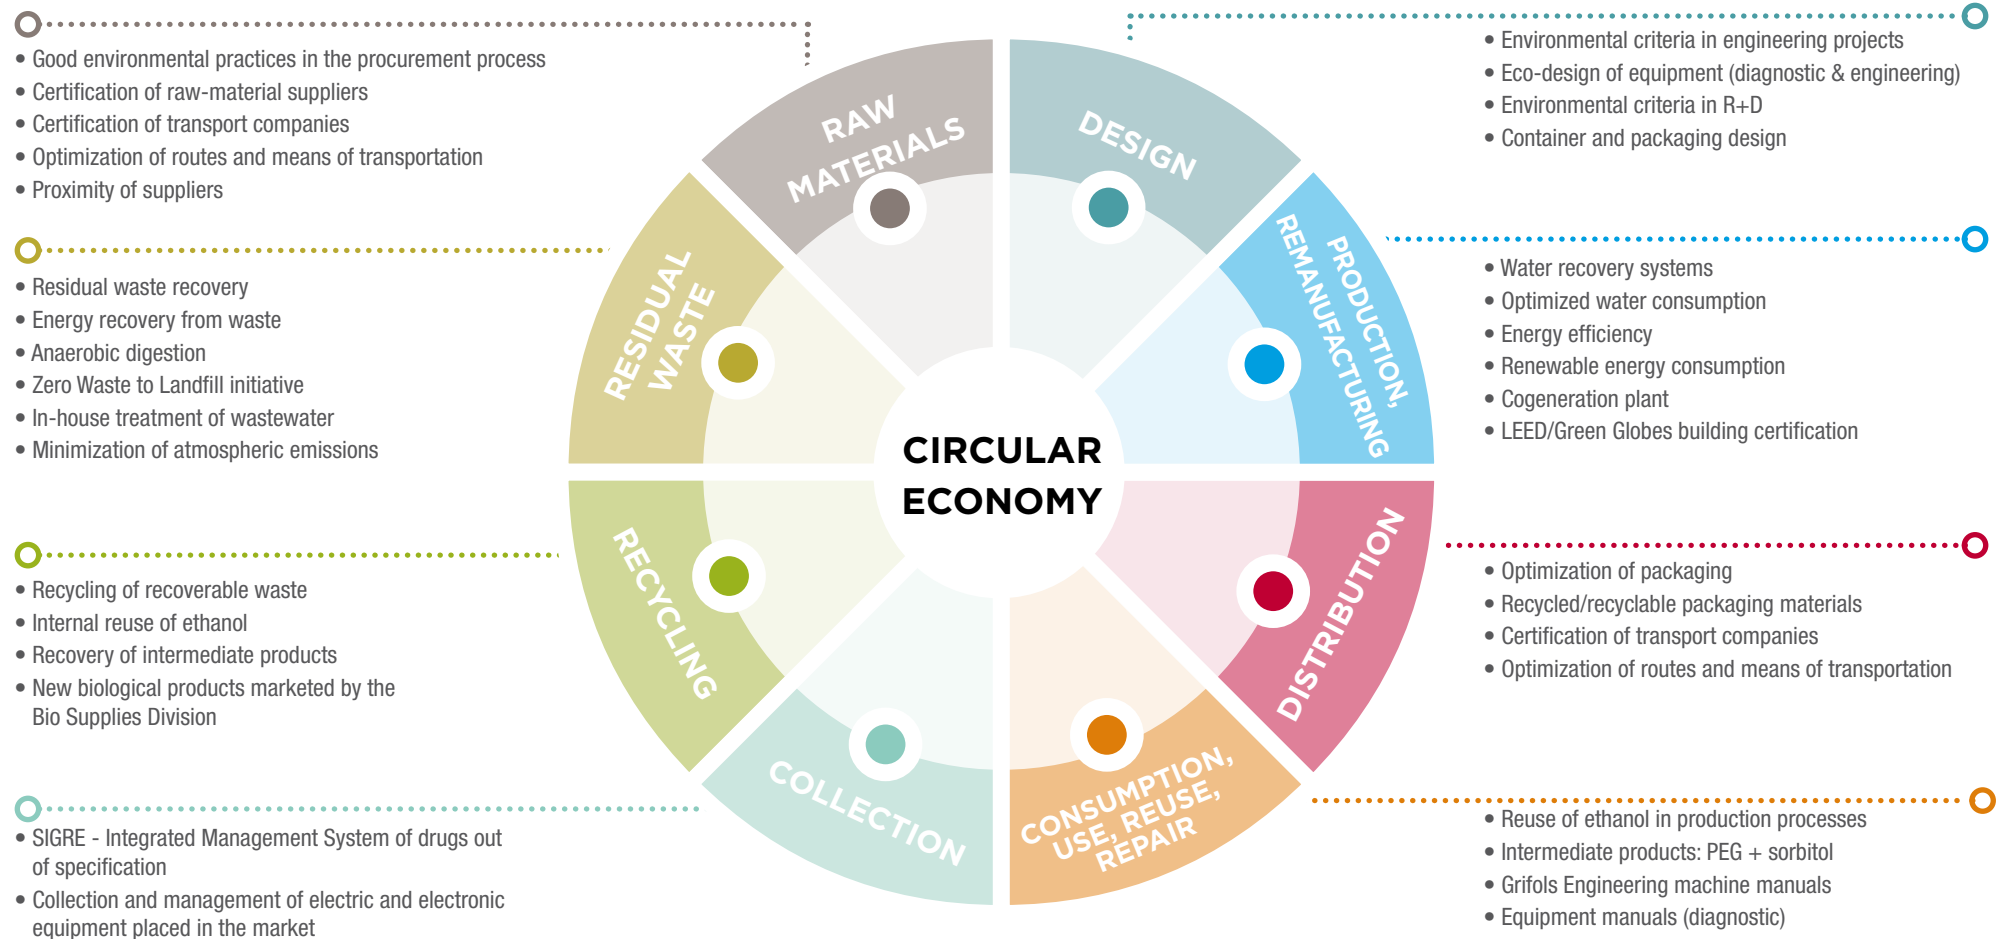 • Good environmental practices in the procurement process
• Certification of raw-material suppliers
• Certification of transport companies
• Optimization of routes and means of transportation
• Proximity of suppliers
• Residual waste recovery
• Energy recovery from waste
• Anaerobic digestion
• Zero Waste to Landfill initiative
• In-house treatment of wastewater
• Minimization of atmospheric emissions
• Recycling of recoverable waste
• Internal reuse of ethanol
• Recovery of intermediate products
• New biological products marketed by the
Bio Supplies Division
• SIGRE - Integrated Management System of drugs out
of specification
• Collection and management of electric and electronic
equipment placed in the market
RAW
MATERIALS
DESIGN
PRODUCTION,
REMANUFACTURING
DISTRIBUTION
CONSUMPTION,
USE, REUSE,
REPAIR
COLLECTION
RECYCLING
RESIDUAL
WASTE
CIRCULAR
ECONOMY
• Environmental criteria in engineering projects
• Eco-design of equipment (diagnostic & engineering)
• Environmental criteria in R+D
• Container and packaging design
• Water recovery systems
• Optimized water consumption
• Energy efficiency
• Renewable energy consumption
• Cogeneration plant
• LEED/Green Globes building certification
• Optimization of packaging
• Recycled/recyclable packaging materials
• Certification of transport companies
• Optimization of routes and means of transportation
• Reuse of ethanol in production processes
• Intermediate products: PEG + sorbitol
• Grifols Engineering machine manuals
• Equipment manuals (diagnostic)